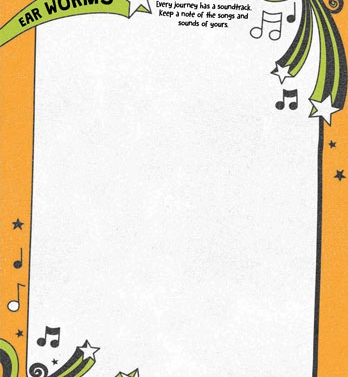 EAR WORMS
Every journey has a soundtrack.
Keep a note of the songs and
sounds of yours.